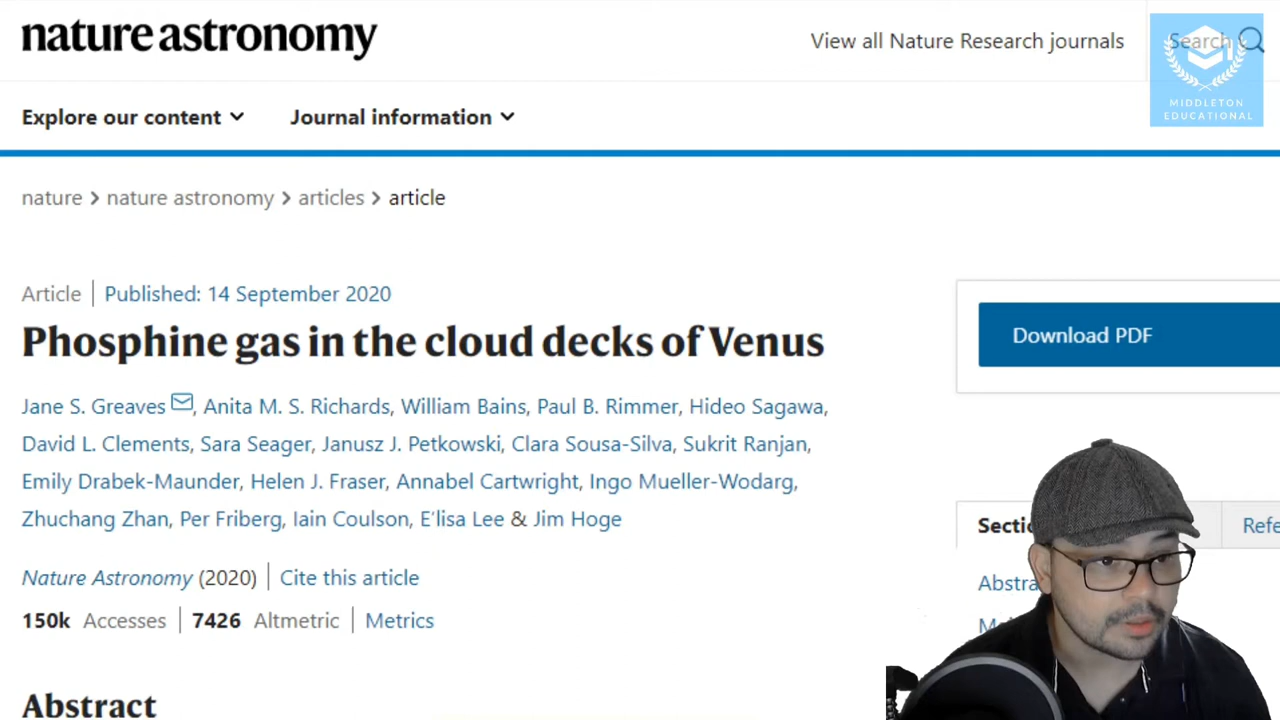 nature astronomy
View all Nature Research journals
Search
MIDDLETON
EDUCATIONAL
Explore our content
Journal information
nature > nature astronomy > articles > article
Article | Published: 14 September 2020
Phosphine gas in the cloud decks of Venus
Download PDF
Jane S. Greaves, Anita M. S. Richards, William Bains, Paul B. Rimmer, Hideo Sagawa,
David L. Clements, Sara Seager, Janusz J. Petkowski, Clara Sousa-Silva, Sukrit Ranjan,
Emily Drabek-Maunder, Helen J. Fraser, Annabel Cartwright, Ingo Mueller-Wodarg,
Zhuchang Zhan, Per Friberg, Iain Coulson, E'lisa Lee & Jim Hoge
Nature Astronomy (2020) | Cite this article
150k Accesses | 7426 Altmetric | Metrics
Abstract